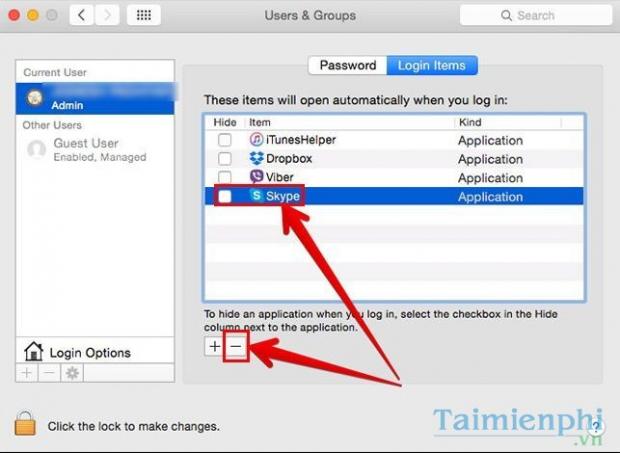 Users & Groups
Search
Current User
Admin
Other Users
Guest User
Enabled, Managed
Login Options
Password
Login Items
These items will open automatically when you log in:
Hide Item Kind
iTunesHelper Application
Dropbox Application
Viber Application
Skype Application
To hide an application when you log in, select the checkbox in the Hide
column next to the application.
+ −
+ −
Click the lock to make changes.
?
Taimienphi
.vn